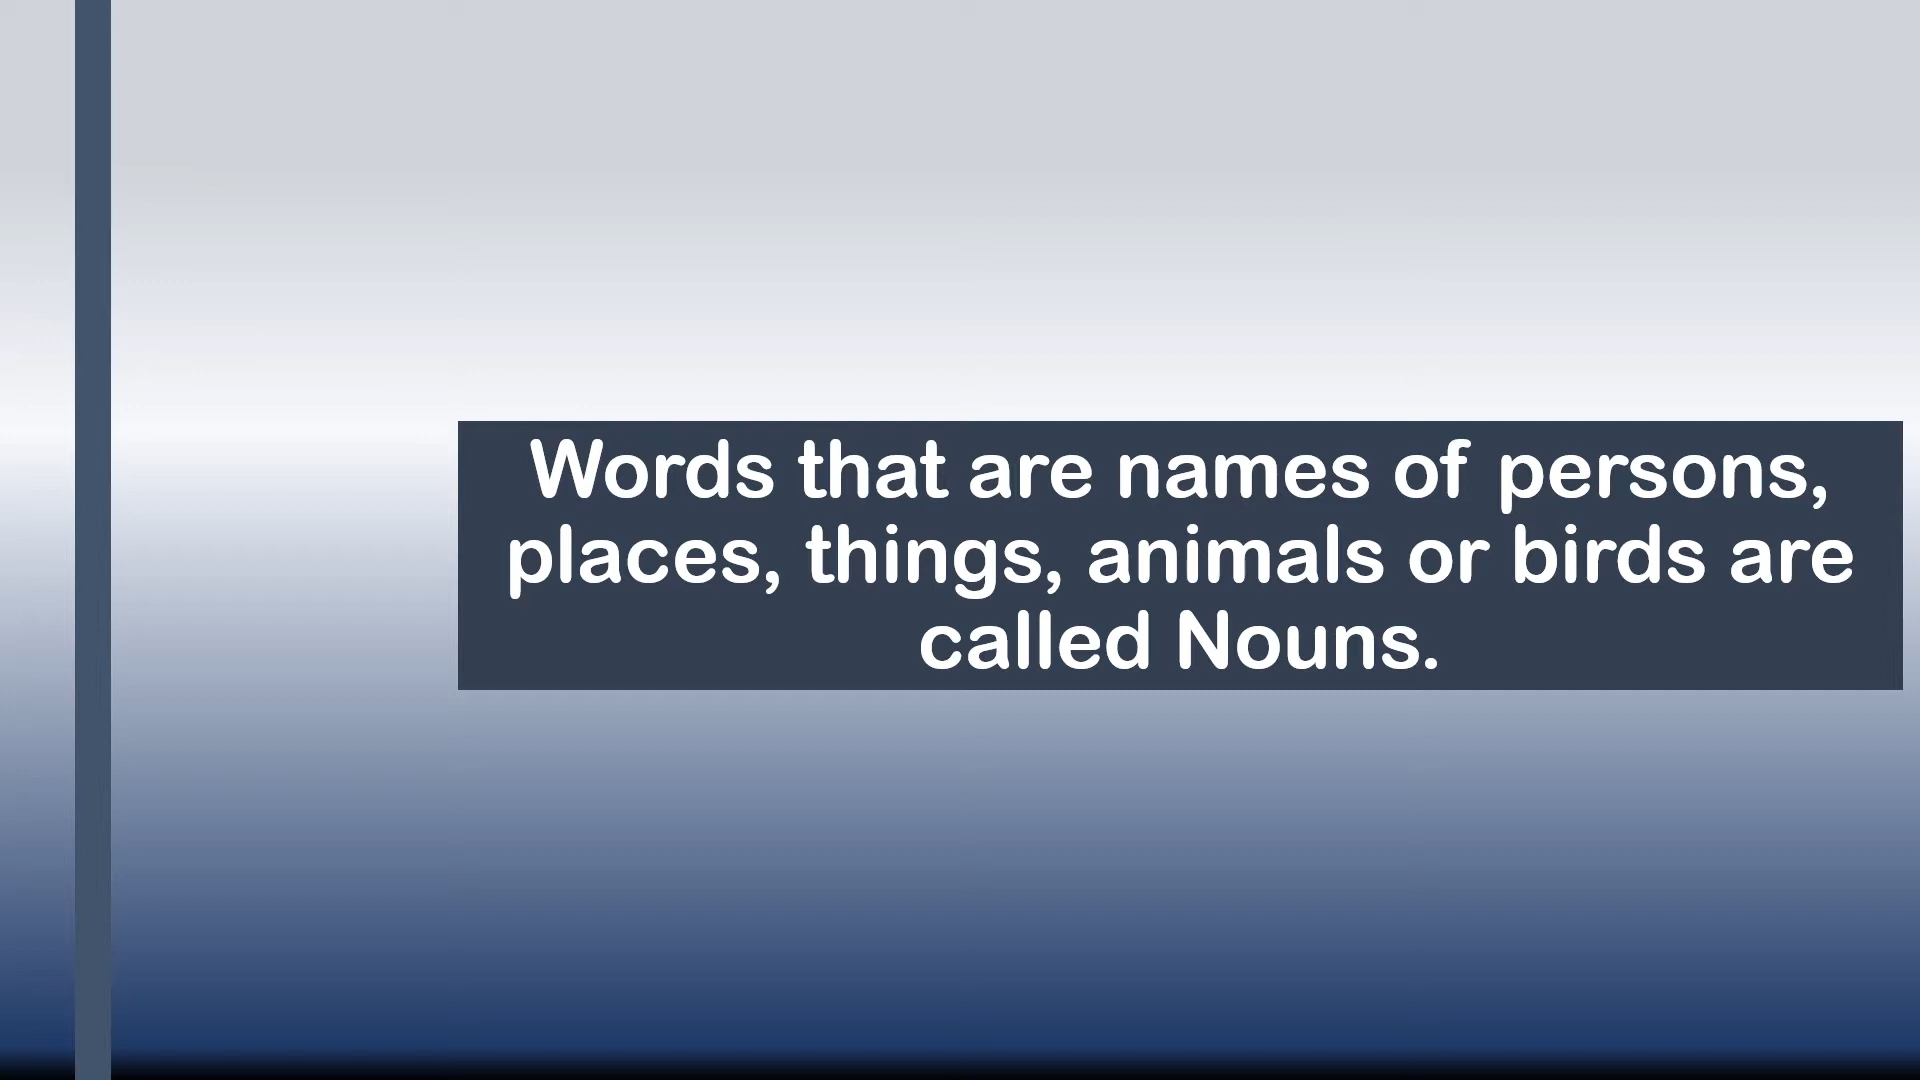 Words that are names of persons,
places, things, animals or birds are
called Nouns.